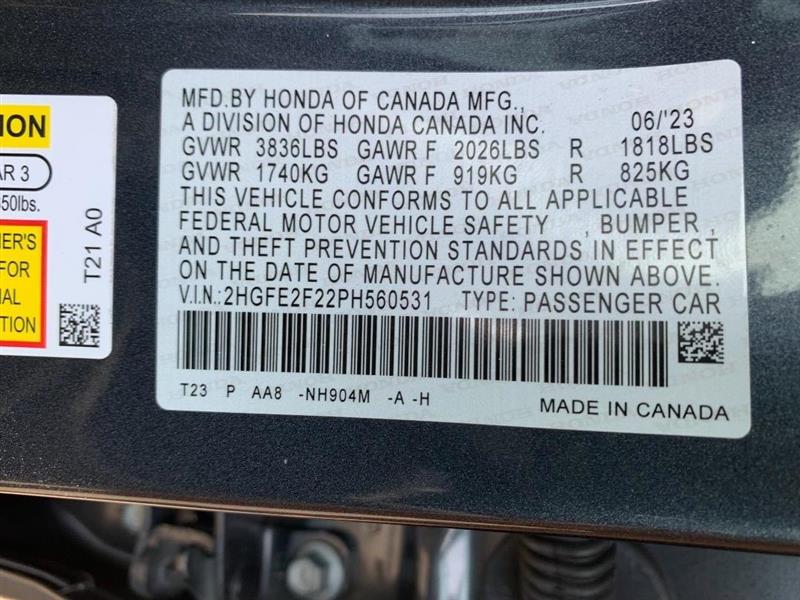 ION
AR 3
50lbs.
ER'S
FOR
AL
TION
T21 A0
MFD.BY HONDA OF CANADA MFG.,
A DIVISION OF HONDA CANADA INC. 06/'23
GVWR 3836LBS GAWR F 2026LBS R 1818LBS
GVWR 1740KG GAWR F 919KG R 825KG
THIS VEHICLE CONFORMS TO ALL APPLICABLE
FEDERAL MOTOR VEHICLE SAFETY , BUMPER ,
AND THEFT PREVENTION STANDARDS IN EFFECT
ON THE DATE OF MANUFACTURE SHOWN ABOVE.
V.I.N.:2HGFE2F22PH560531 TYPE: PASSENGER CAR
T23 P AA8 -NH904M -A -H
MADE IN CANADA